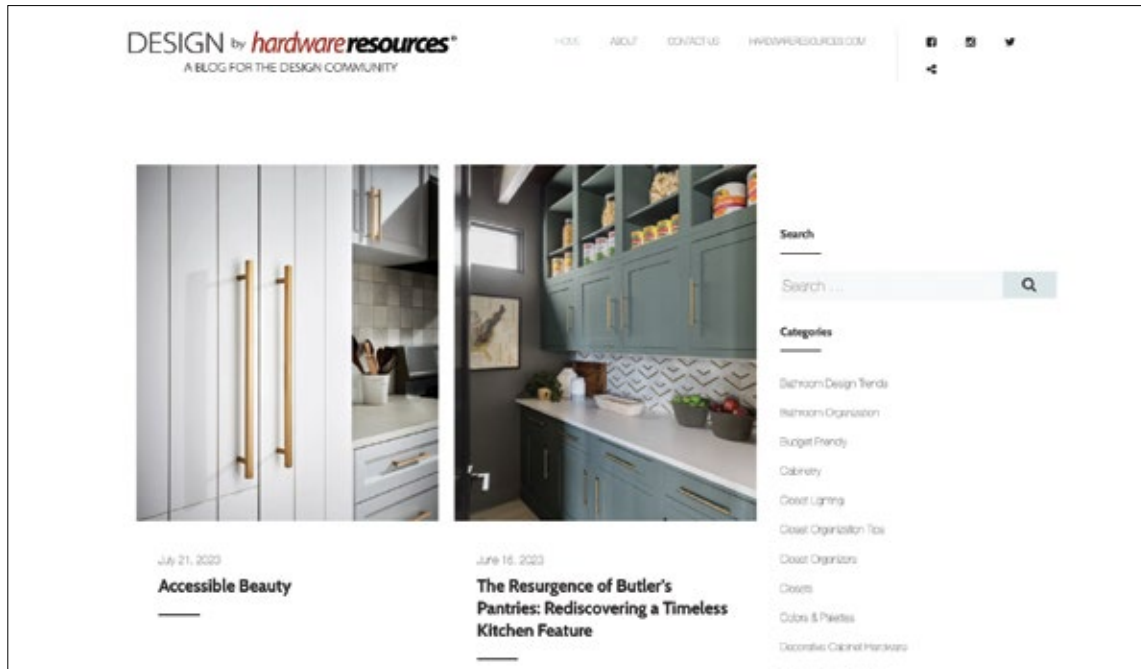 DESIGN by hardwareresources®
A BLOG FOR THE DESIGN COMMUNITY
HOME ABOUT CONTACT US HARDWARERESOURCES.COM
Search
Search ...
Categories
Bathroom Design Trends
Bathroom Organization
Budget Friendly
Cabinetry
Closet Lighting
Closet Organization Tips
Closet Organizers
Closets
Colors & Palettes
Decorative Cabinet Hardware
July 21, 2023
Accessible Beauty
June 16, 2023
The Resurgence of Butler's
Pantries: Rediscovering a Timeless
Kitchen Feature